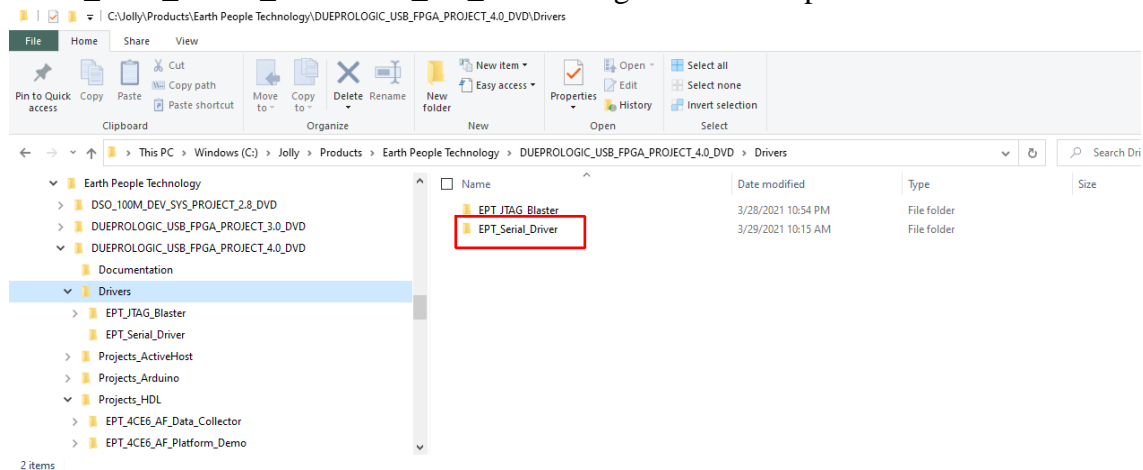 C:\Jolly\Products\Earth People Technology\DUEPROLOGIC_USB_FPGA_PROJECT_4.0_DVD\Drivers
File Home Share View
Pin to Quick access
Copy
Paste
Cut
Copy path
Paste shortcut
Clipboard
Move to
Copy to
Delete
Rename
Organize
New folder
New item
Easy access
New
Properties
Open
Edit
History
Open
Select all
Select none
Invert selection
Select
This PC > Windows (C:) > Jolly > Products > Earth People Technology > DUEPROLOGIC_USB_FPGA_PROJECT_4.0_DVD > Drivers
Search Dri
Earth People Technology
DSO_100M_DEV_SYS_PROJECT_2.8_DVD
DUEPROLOGIC_USB_FPGA_PROJECT_3.0_DVD
DUEPROLOGIC_USB_FPGA_PROJECT_4.0_DVD
Documentation
Drivers
EPT_JTAG_Blaster
EPT_Serial_Driver
Projects_ActiveHost
Projects_Arduino
Projects_HDL
EPT_4CE6_AF_Data_Collector
EPT_4CE6_AF_Platform_Demo
Name Date modified Type Size
EPT_JTAG_Blaster 3/28/2021 10:54 PM File folder
EPT_Serial_Driver 3/29/2021 10:15 AM File folder
2 items